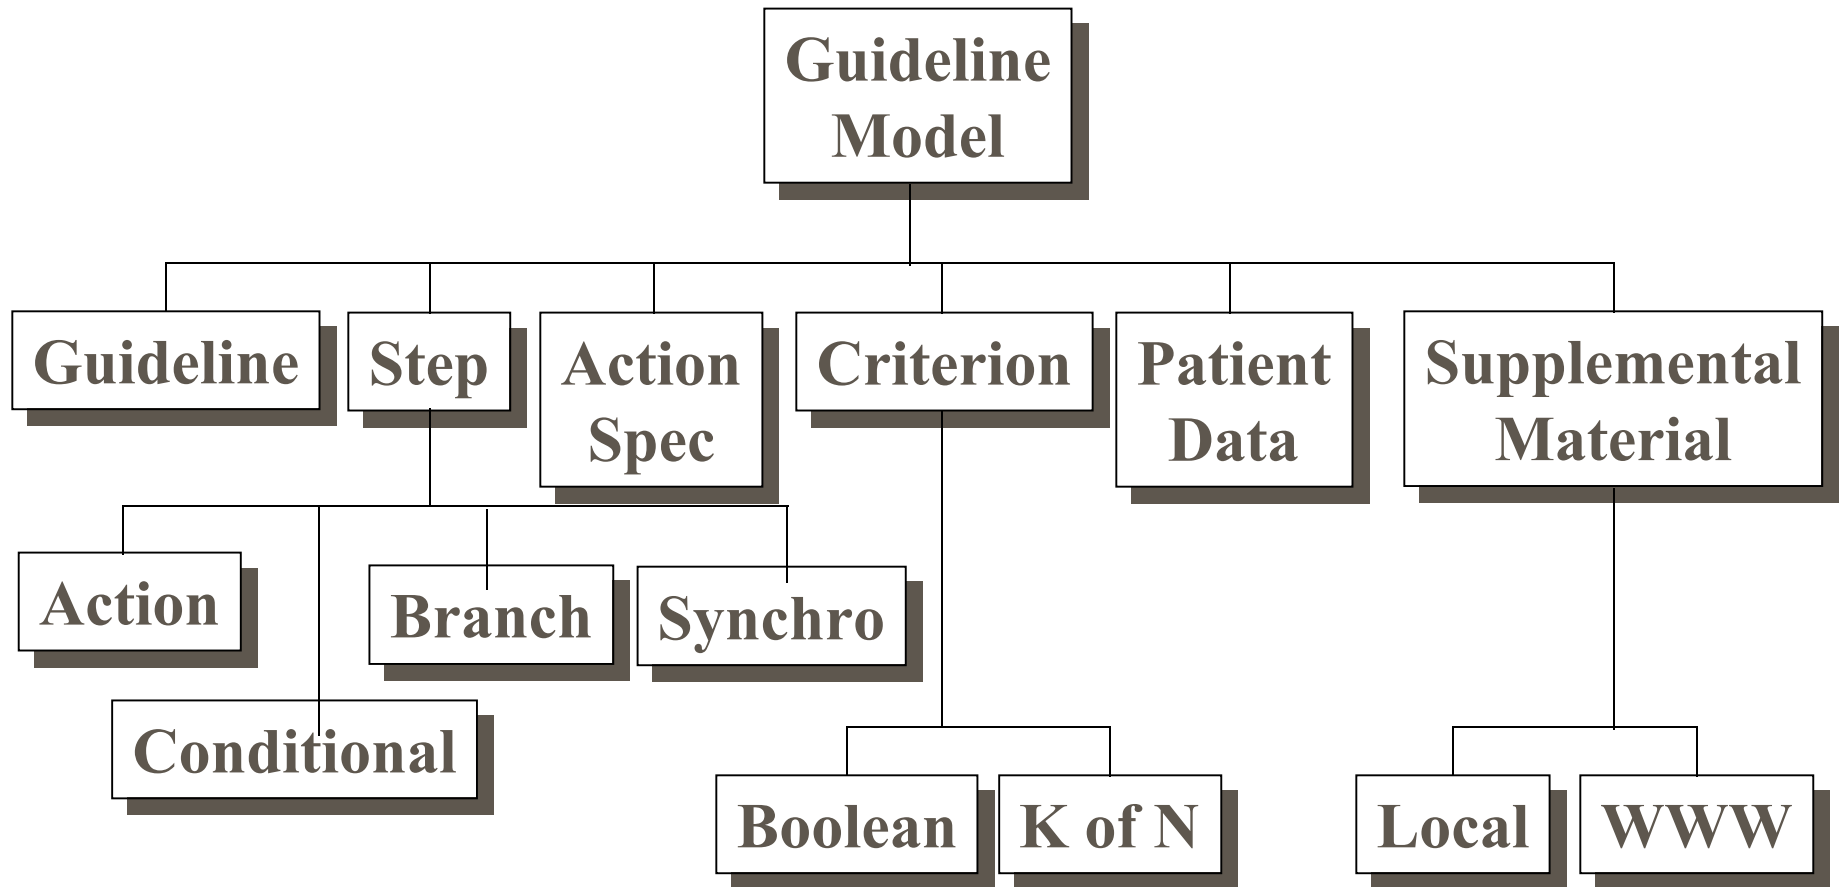 Guideline
Model
Guideline
Step
Action
Spec
Criterion
Patient
Data
Supplemental
Material
Action
Branch
Synchro
Conditional
Boolean
K of N
Local
WWW